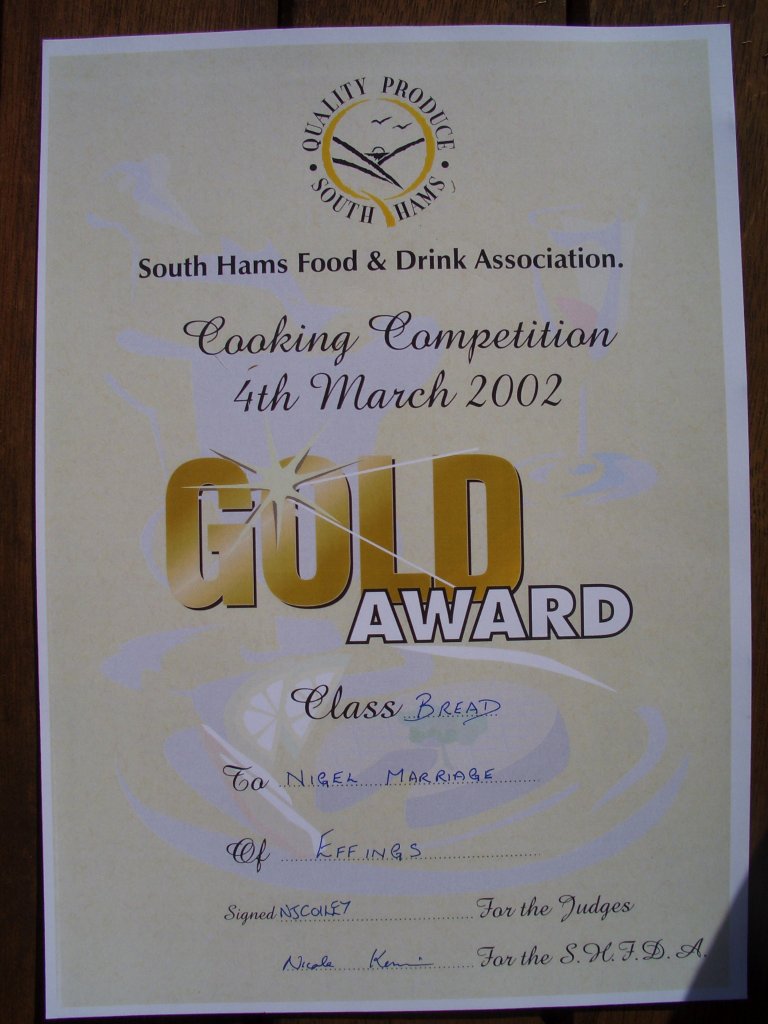 QUALITY PRODUCE
• SOUTH HAMS •
South Hams Food & Drink Association.
Cooking Competition
4th March 2002
GOLD
AWARD
Class BREAD
To NIGEL MARRIAGE
Of EFFINGS
Signed NJCOLLEY For the Judges
Nicola For the S.H.F.D.A.